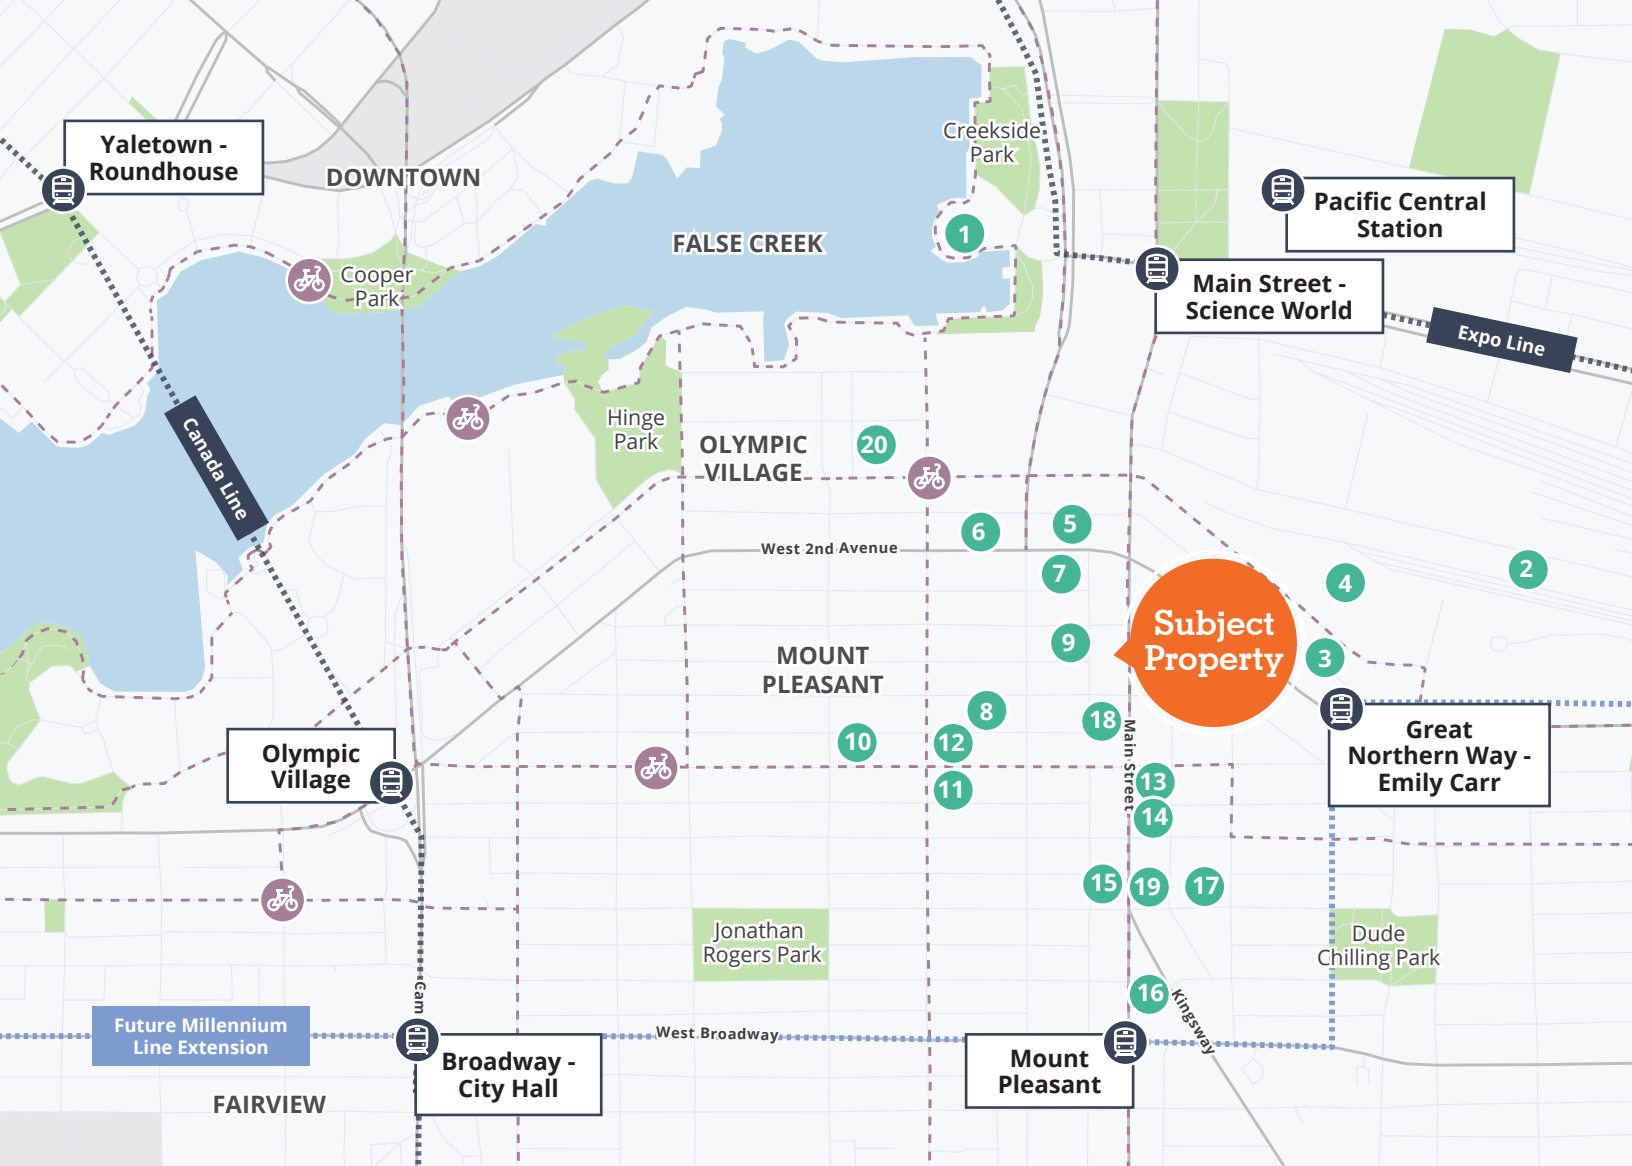 Creekside
Park
Yaletown -
Roundhouse
DOWNTOWN
Pacific Central
Station
1
FALSE CREEK
Cooper
Park
Main Street -
Science World
Expo Line
Hinge
Park
OLYMPIC
VILLAGE
20
Canada Line
6
5
West 2nd Avenue
7
4
2
Subject
Property
9
3
MOUNT
PLEASANT
8
18
10
12
11
Main Street
13
14
Great
Northern Way -
Emily Carr
Olympic
Village
15
19
17
Jonathan
Rogers Park
Dude
Chilling Park
16
Kingsway
Cam
Future Millennium
Line Extension
West Broadway
Broadway -
City Hall
Mount
Pleasant
FAIRVIEW